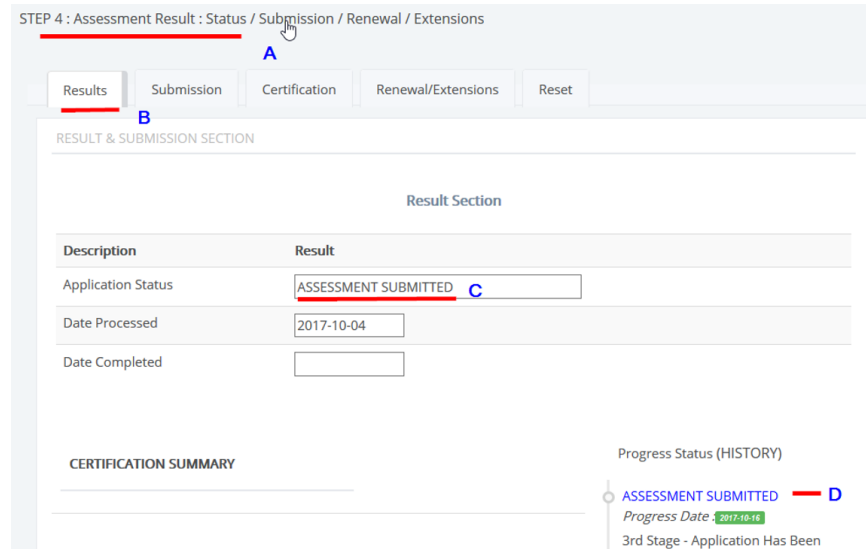 STEP 4 : Assessment Result : Status / Submission / Renewal / Extensions
A
Results Submission Certification Renewal/Extensions Reset
B
RESULT & SUBMISSION SECTION
Result Section
Description Result
Application Status ASSESSMENT SUBMITTED C
Date Processed 2017-10-04
Date Completed
CERTIFICATION SUMMARY
Progress Status (HISTORY)
ASSESSMENT SUBMITTED D
Progress Date : 2017-10-16
3rd Stage - Application Has Been